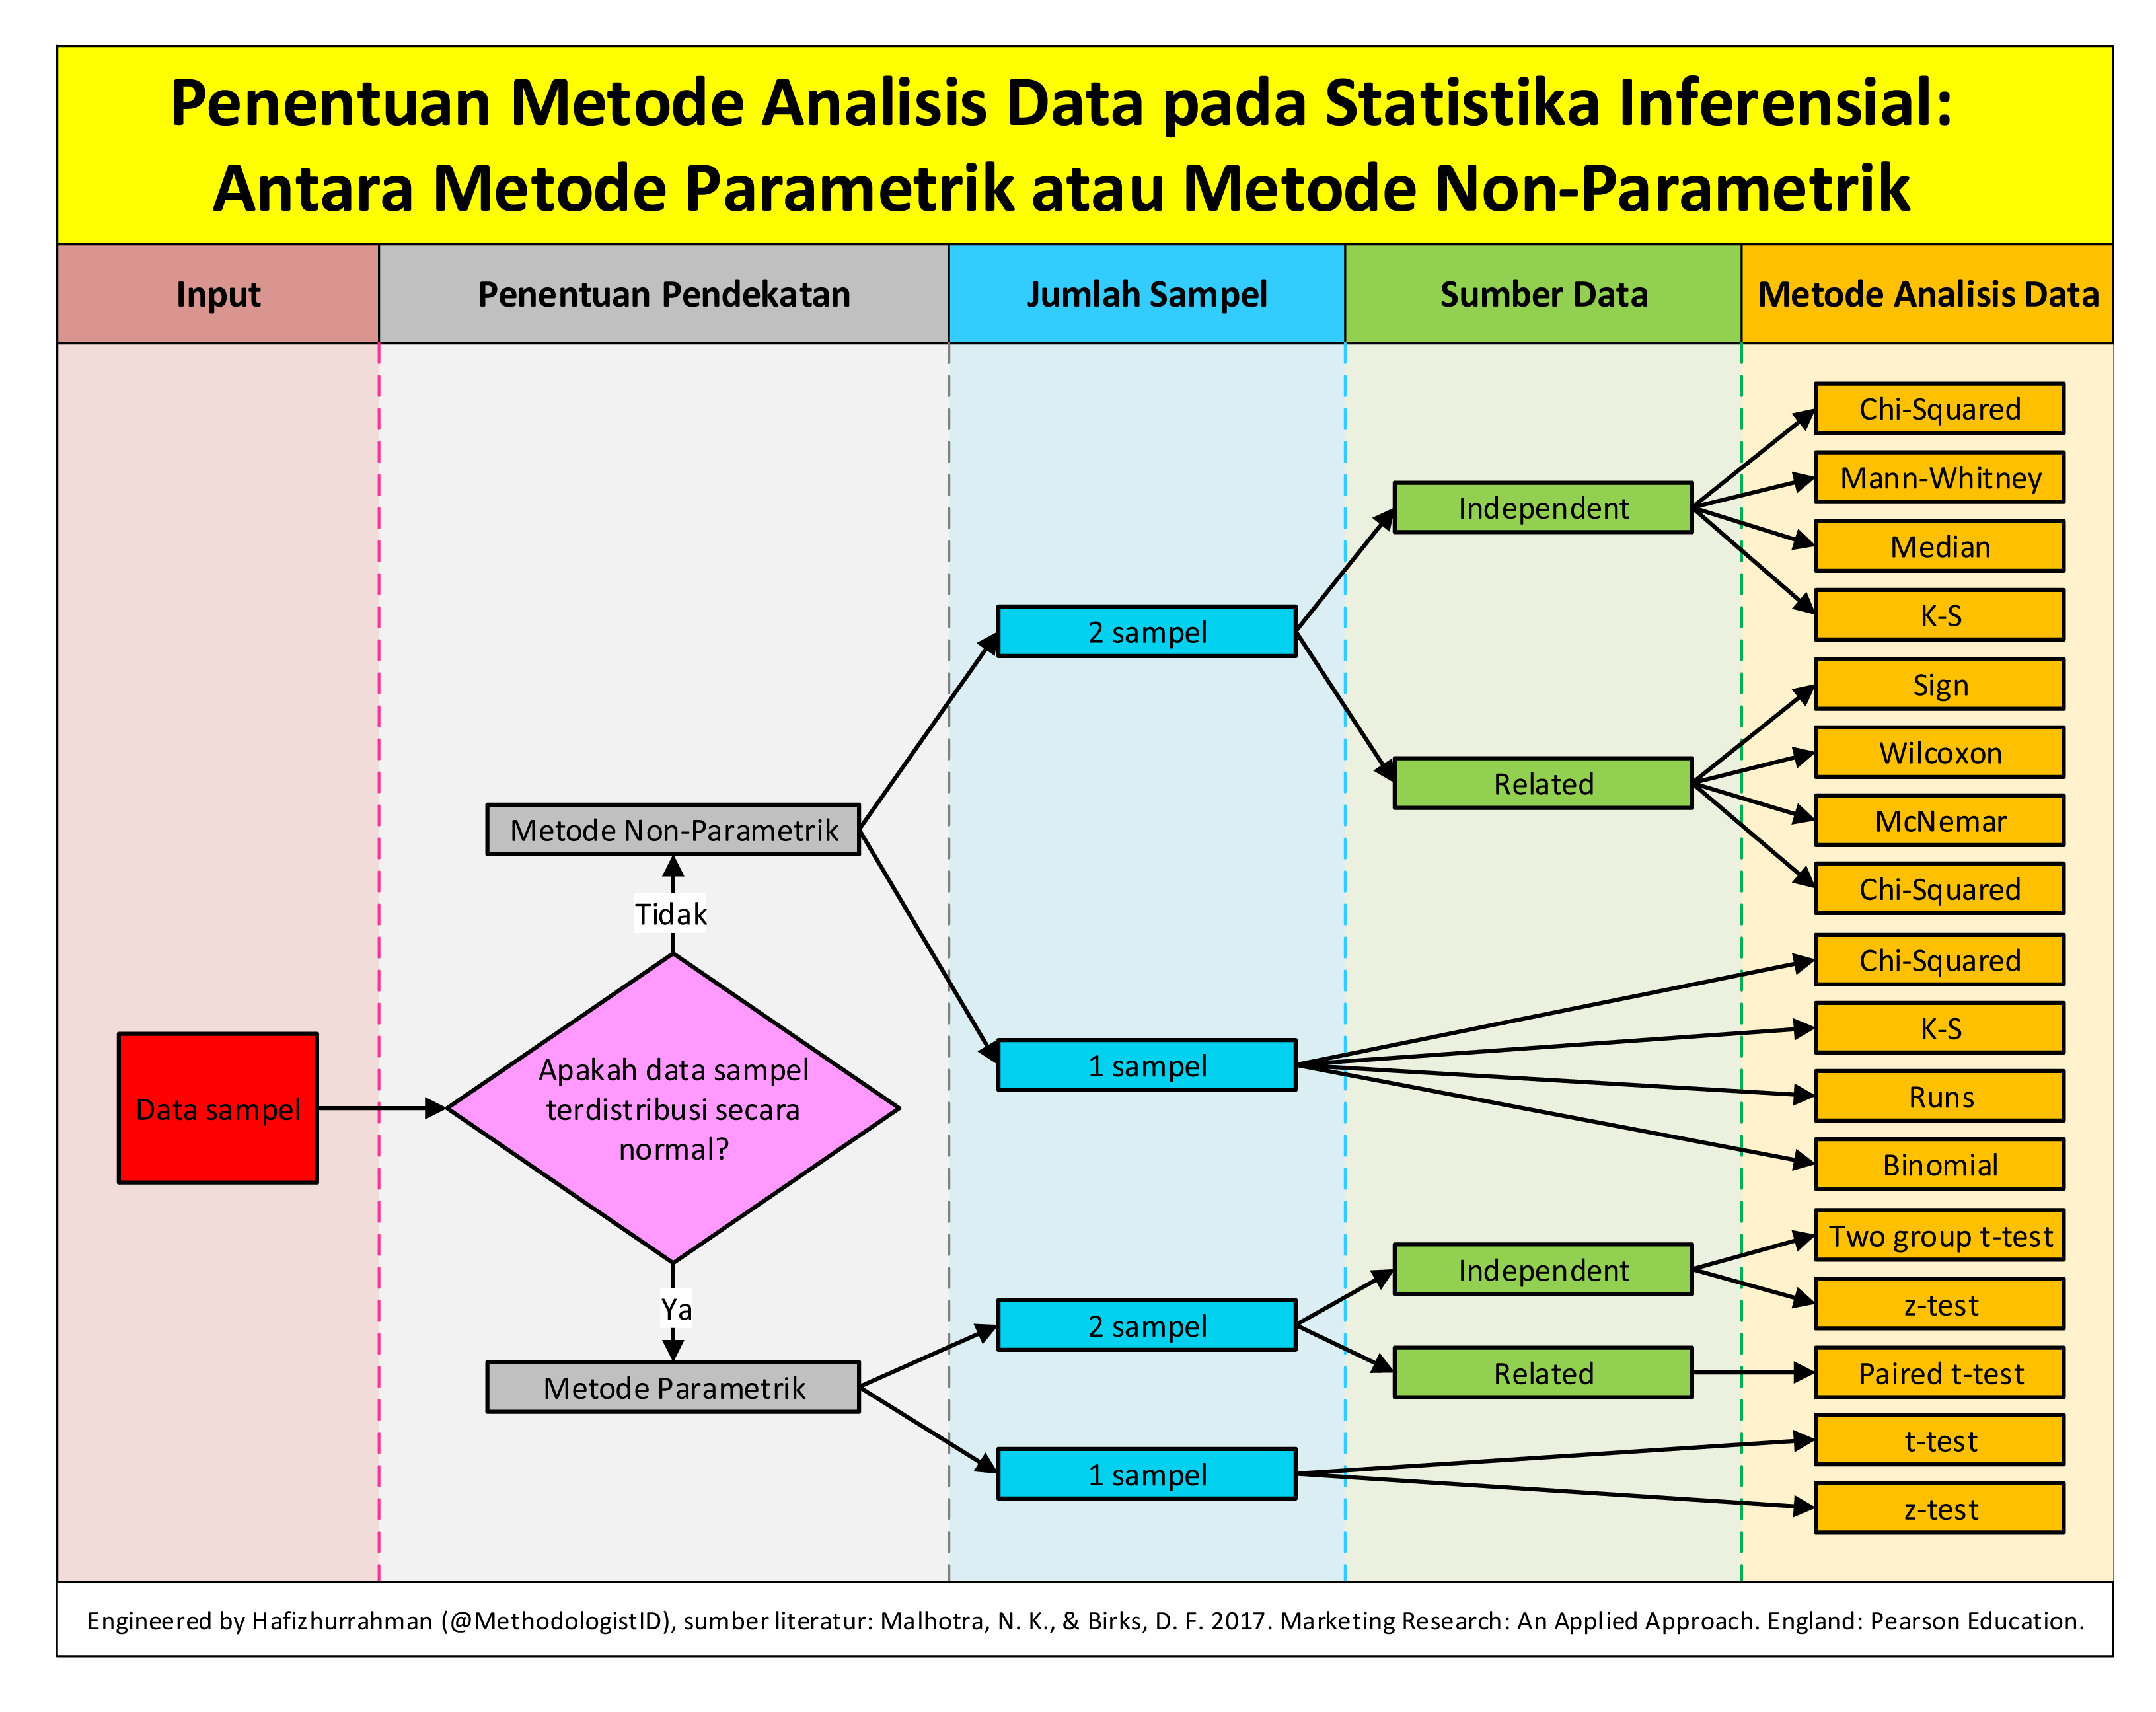 Penentuan Metode Analisis Data pada Statistika Inferensial:
Antara Metode Parametrik atau Metode Non-Parametrik
Input
Penentuan Pendekatan
Jumlah Sampel
Sumber Data
Metode Analisis Data
Data sampel
Metode Non-Parametrik
Tidak
Apakah data sampel
terdistribusi secara
normal?
Ya
Metode Parametrik
2 sampel
1 sampel
2 sampel
1 sampel
Independent
Related
Independent
Related
Chi-Squared
Mann-Whitney
Median
K-S
Sign
Wilcoxon
McNemar
Chi-Squared
Chi-Squared
K-S
Runs
Binomial
Two group t-test
z-test
Paired t-test
t-test
z-test
Engineered by Hafizhurrahman (@MethodologistID), sumber literatur: Malhotra, N. K., & Birks, D. F. 2017. Marketing Research: An Applied Approach. England: Pearson Education.